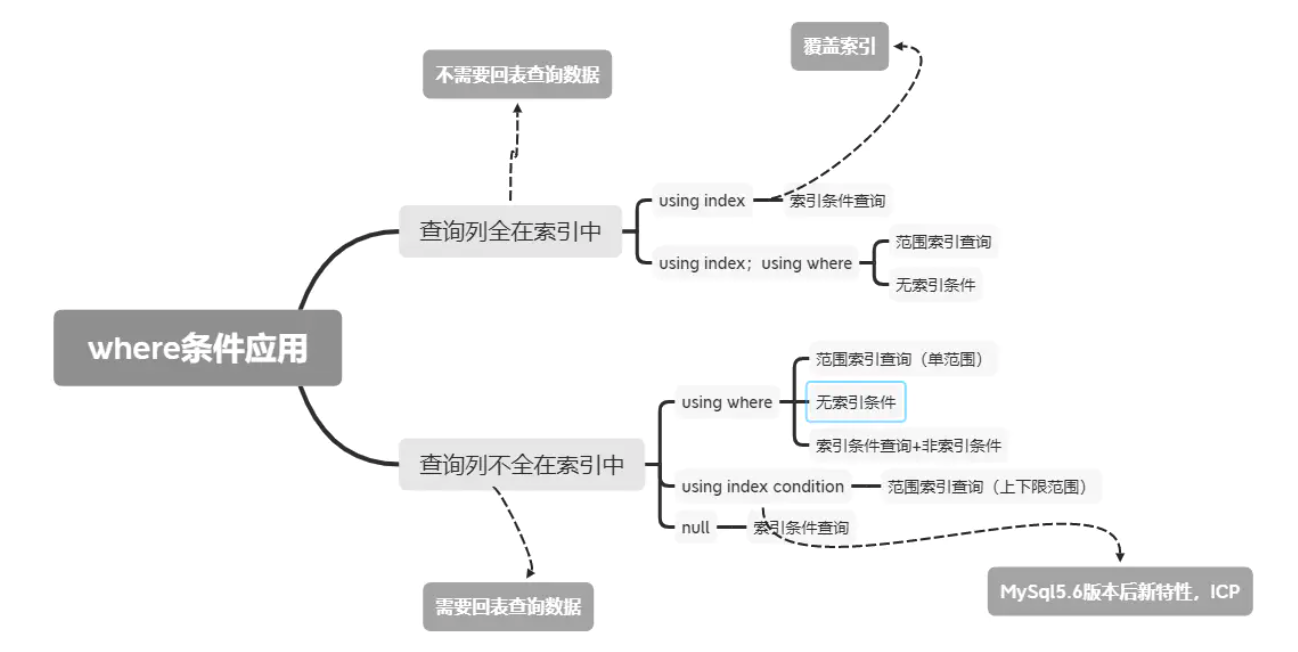 覆盖索引
不需要回表查询数据
using index
索引条件查询
查询列全在索引中
范围索引查询
using index；using where
无索引条件
where条件应用
范围索引查询（单范围）
using where
无索引条件
索引条件查询+非索引条件
查询列不全在索引中
using index condition
范围索引查询（上下限范围）
null
索引条件查询
需要回表查询数据
MySql5.6版本后新特性，ICP